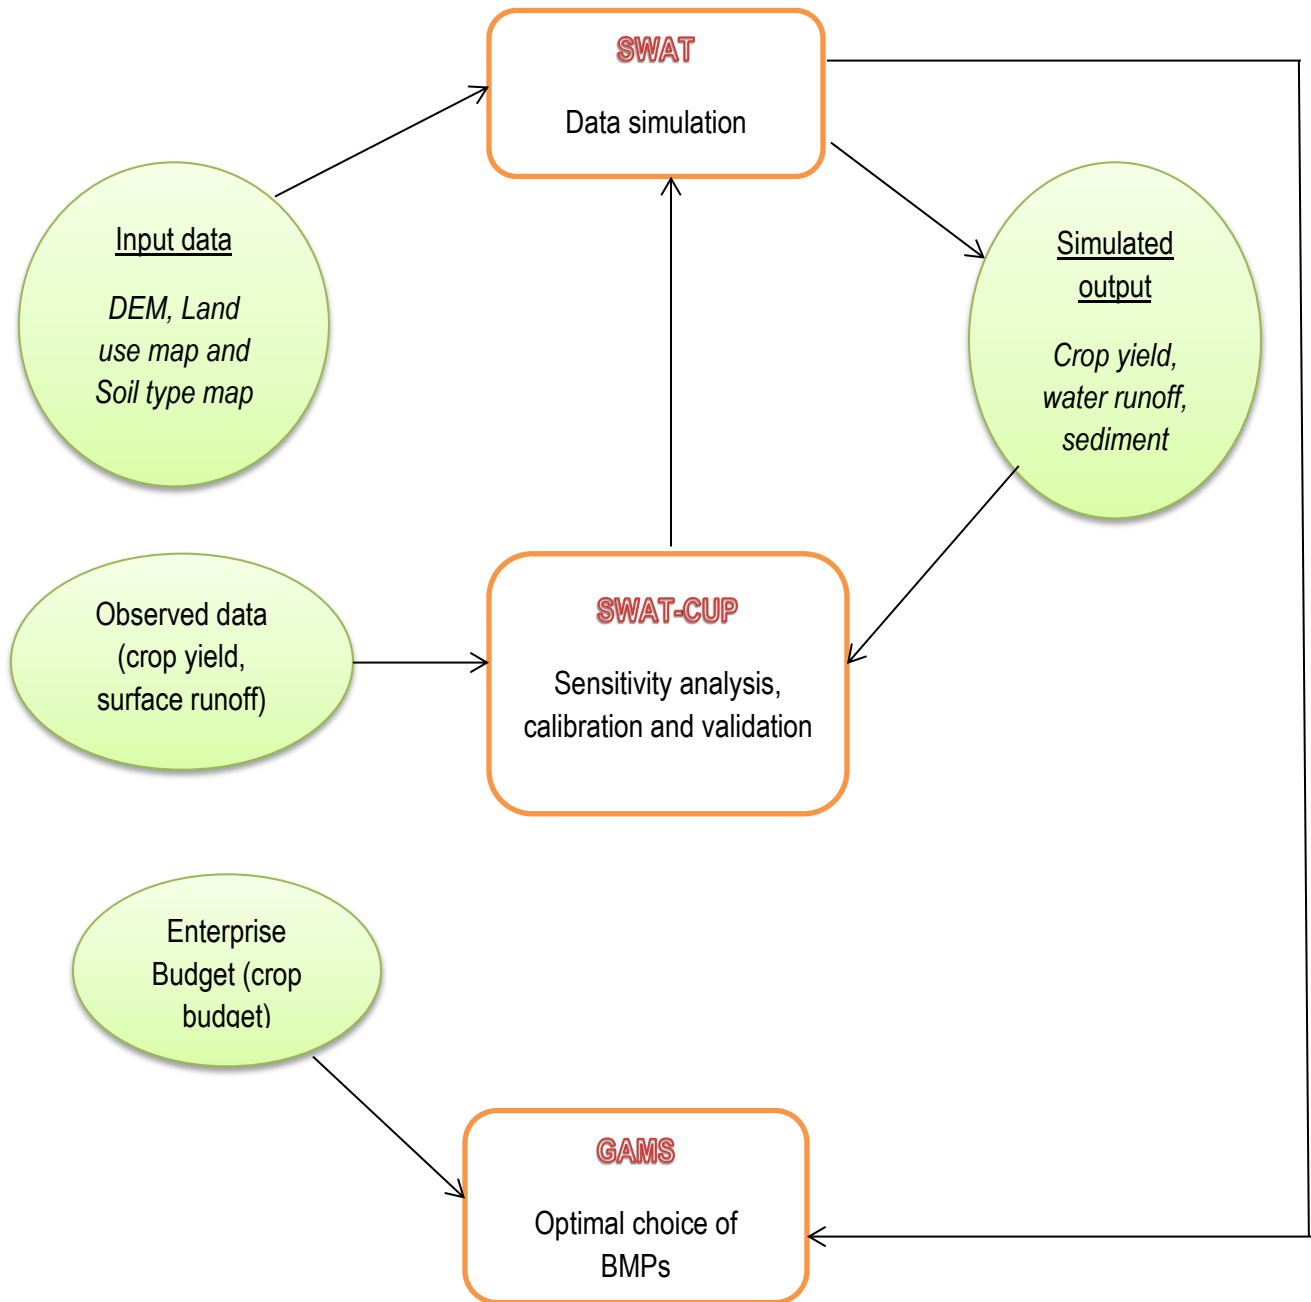 SWAT
Data simulation
Input data
DEM, Land
use map and
Soil type map
Simulated
output
Crop yield,
water runoff,
sediment
Observed data
(crop yield,
surface runoff)
SWAT-CUP
Sensitivity analysis,
calibration and validation
Enterprise
Budget (crop
budget)
GAMS
Optimal choice of
BMPs